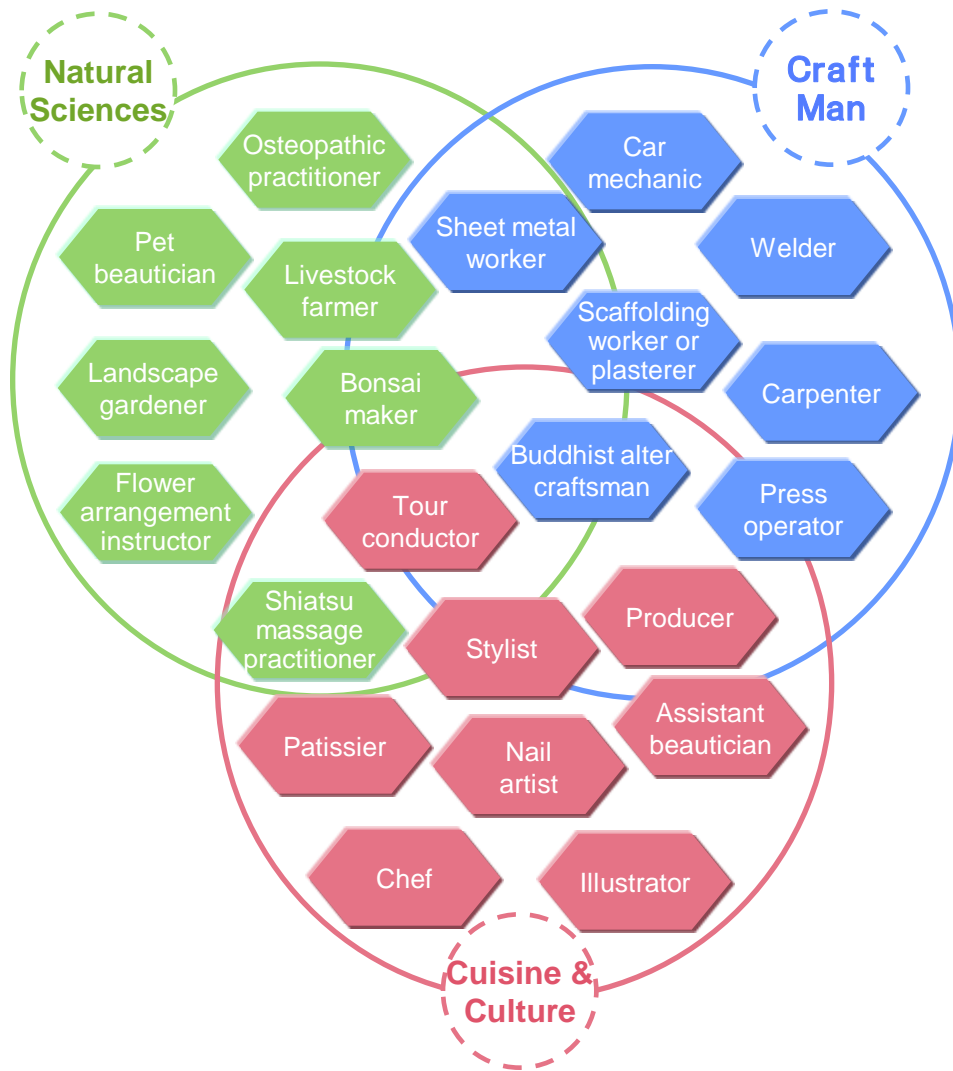 Natural
Sciences
Craft
Man
Osteopathic
practitioner
Car
mechanic
Pet
beautician
Livestock
farmer
Sheet metal
worker
Welder
Landscape
gardener
Bonsai
maker
Scaffolding
worker or
plasterer
Carpenter
Flower
arrangement
instructor
Tour
conductor
Buddhist alter
craftsman
Press
operator
Shiatsu
massage
practitioner
Stylist
Producer
Patissier
Nail
artist
Assistant
beautician
Chef
Illustrator
Cuisine &
Culture